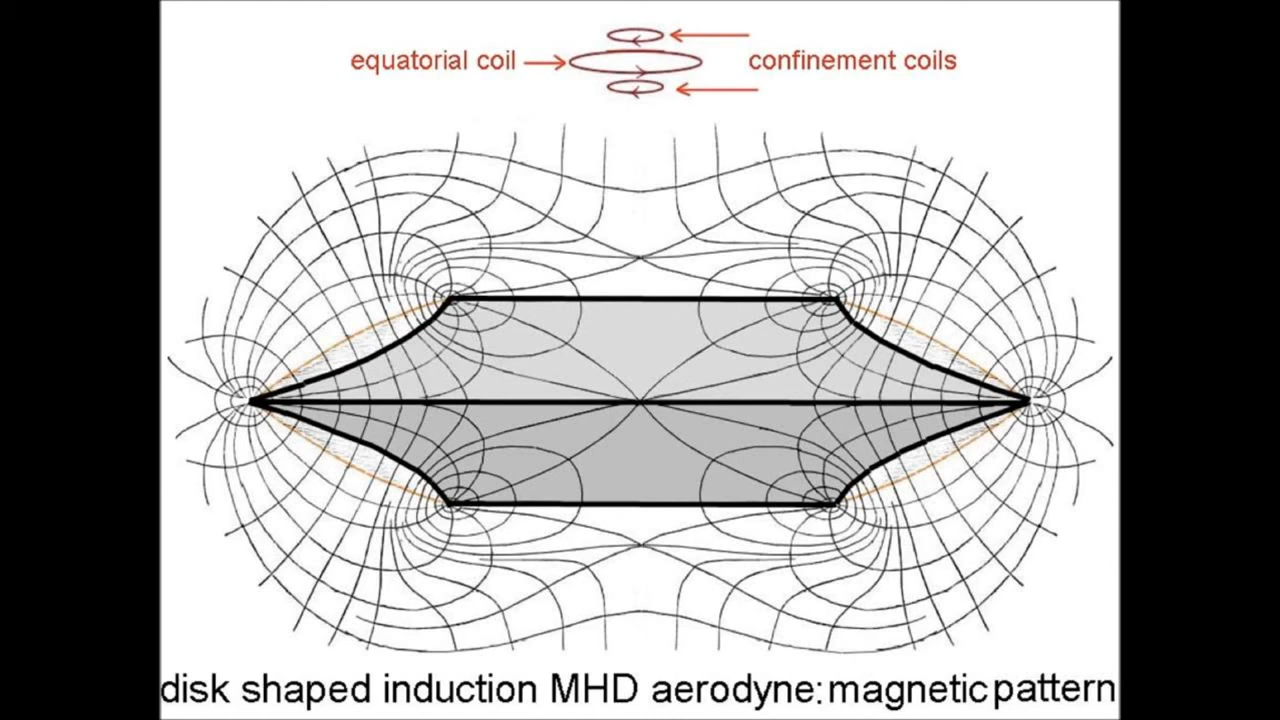 equatorial coil
confinement coils
disk shaped induction MHD aerodyne: magnetic pattern